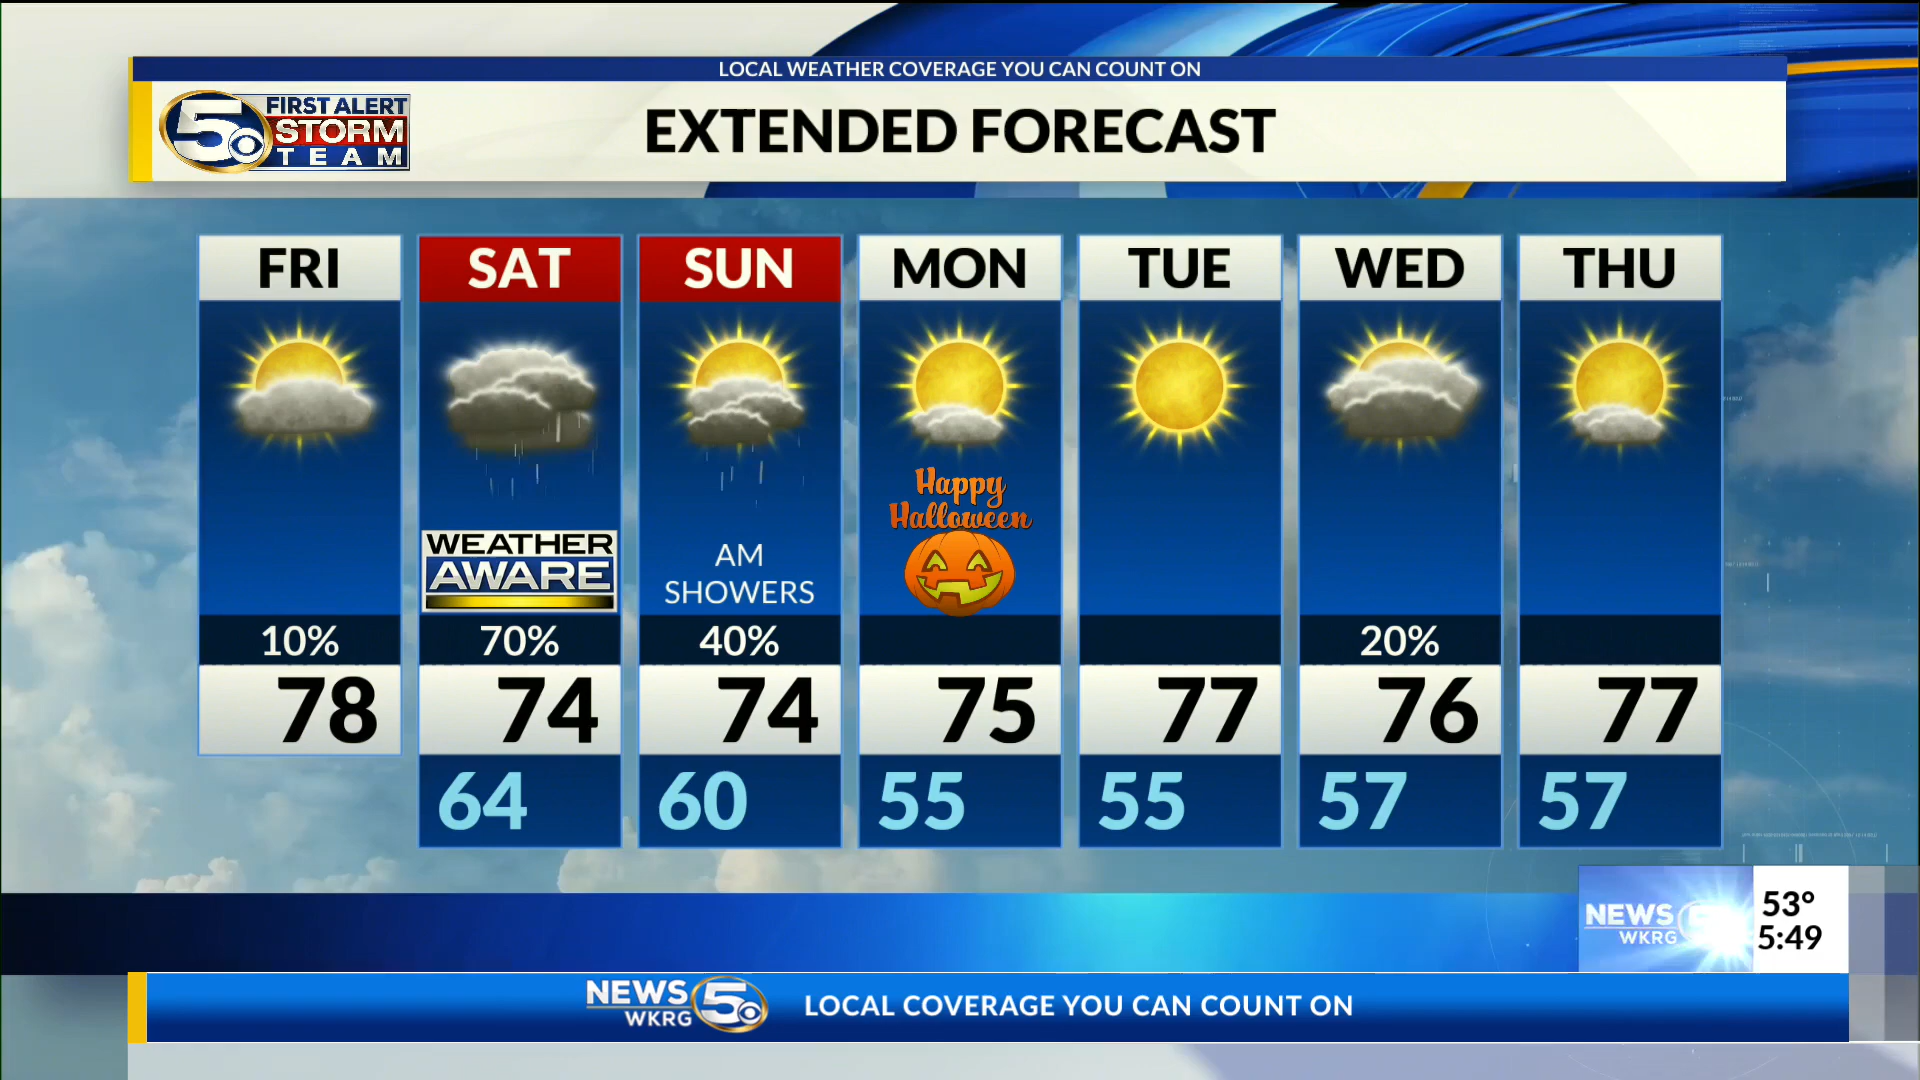 LOCAL WEATHER COVERAGE YOU CAN COUNT ON
5 FIRST ALERT
STORM
TEAM
EXTENDED FORECAST
FRI SAT SUN MON TUE WED THU
Happy
Halloween
WEATHER
AWARE
AM
SHOWERS
10% 70% 40% 20%
78 74 74 75 77 76 77
64 60 55 55 57 57
NEWS 5
WKRG
53°
5:49
NEWS 5
WKRG
LOCAL COVERAGE YOU CAN COUNT ON